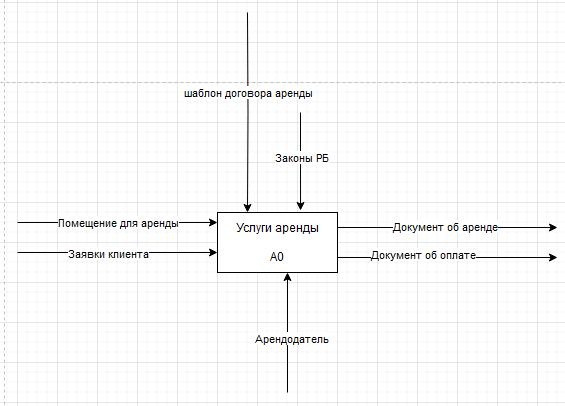 шаблон договора аренды
Законы РБ
Помещение для аренды
Услуги аренды
Документ об аренде
Заявки клиента
А0
Документ об оплате
Арендодатель